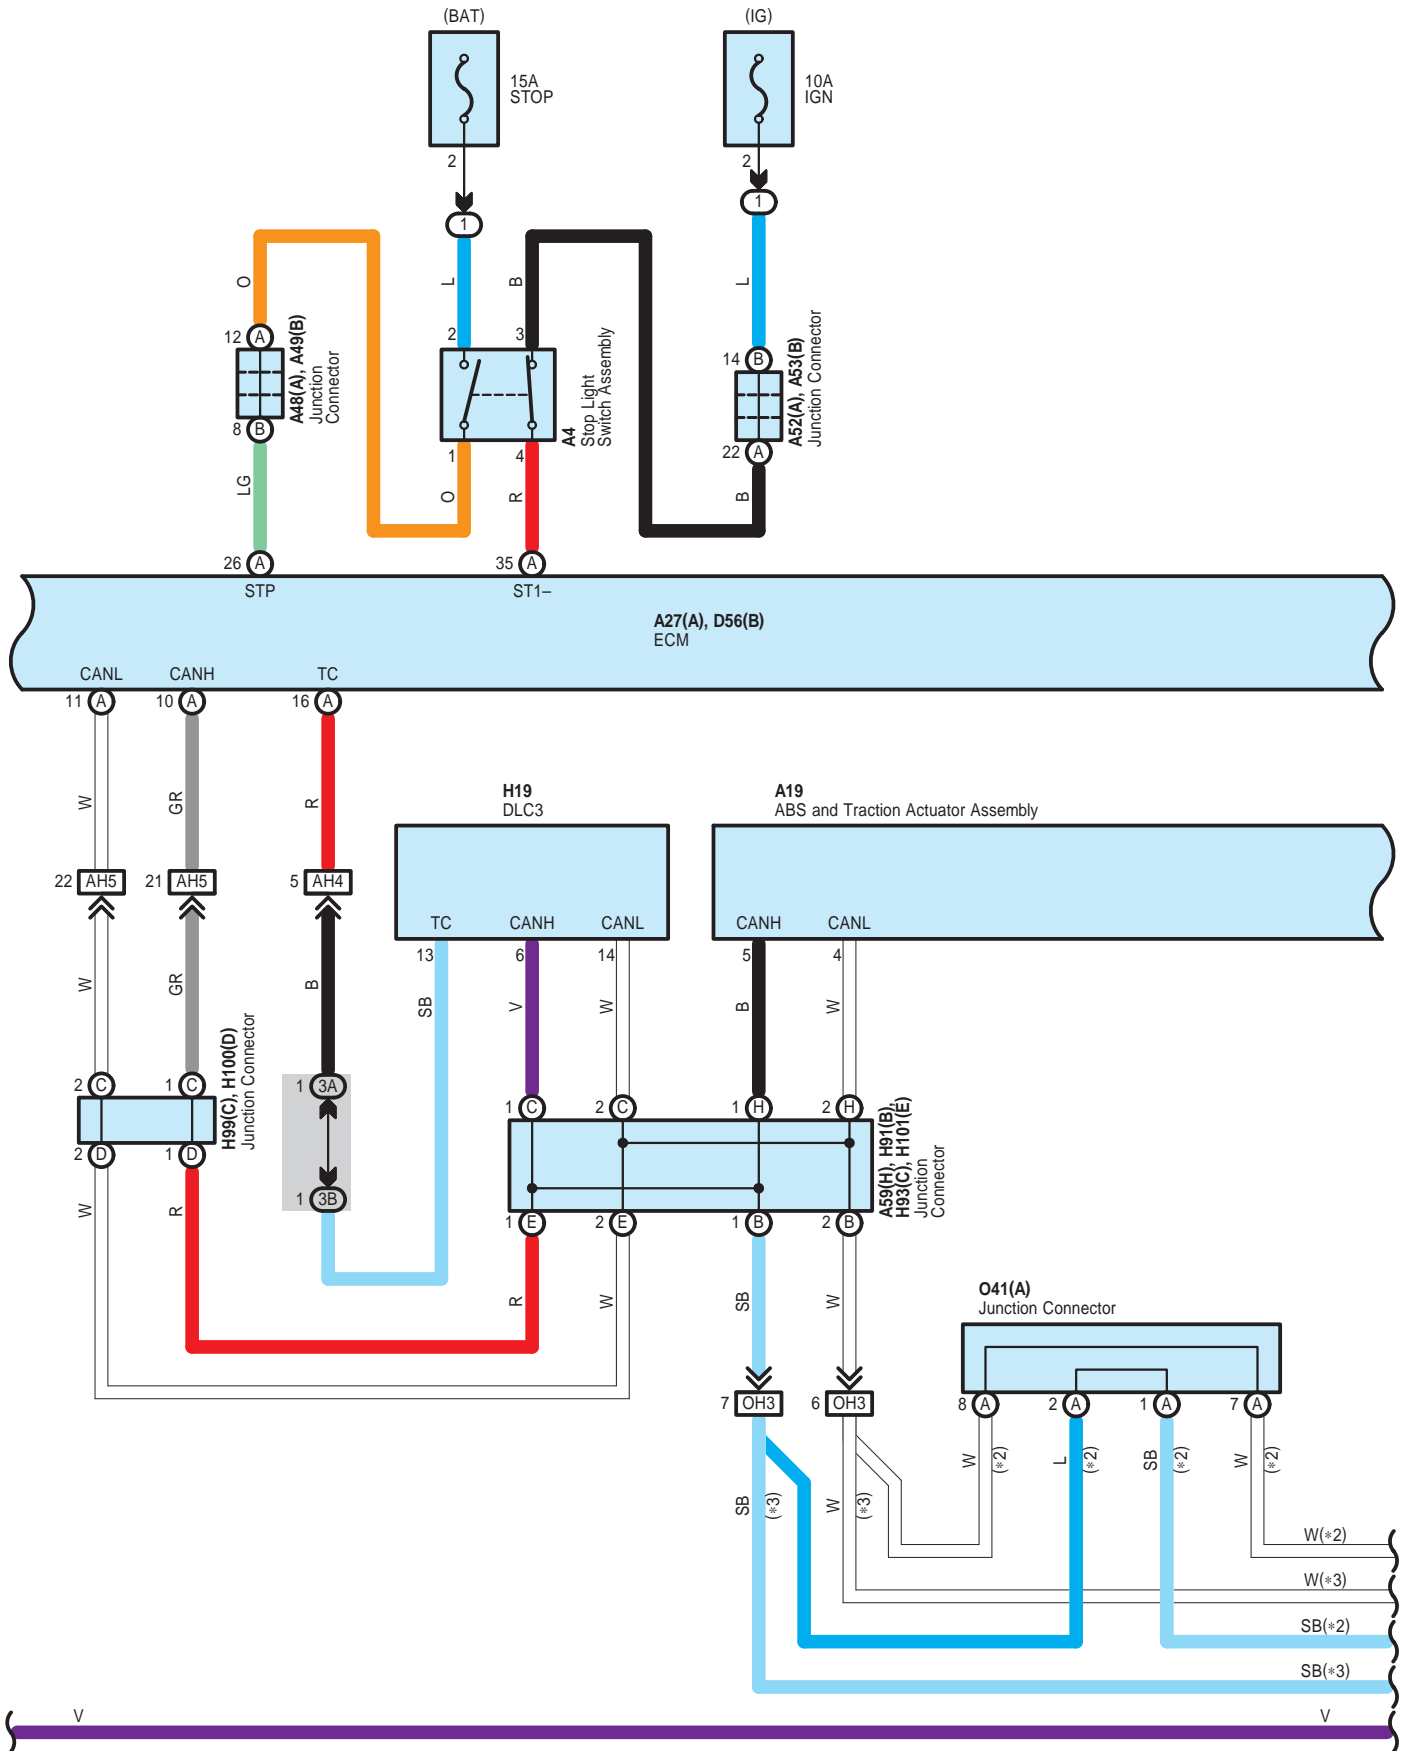 (BAT)
(IG)
15A
STOP
10A
IGN
2
2
1
1
O
L
B
L
12 A
2
3
14 B
A48(A), A49(B)
Junction
Connector
A4
Stop Light
Switch Assembly
A52(A), A53(B)
Junction Connector
8 B
1
4
22 A
LG
O
R
B
26 A
35 A
STP
ST1–
A27(A), D56(B)
ECM
CANL
CANH
TC
11 A
10 A
16 A
W
GR
R
H19
DLC3
A19
ABS and Traction Actuator Assembly
22 AH5
21 AH5
5 AH4
TC
CANH
CANL
CANH
CANL
13
6
14
5
4
W
GR
B
SB
V
W
B
W
H99(C), H100(D)
Junction Connector
2 C
1 C
1 3A
1 C
2 C
1 H
2 H
2 D
1 D
1 3B
A59(H), H91(B),
H93(C), H101(E)
Junction
Connector
1 E
2 E
1 B
2 B
W
R
R
W
SB
W
O41(A)
Junction Connector
7 OH3
6 OH3
8 A
2 A
1 A
7 A
W
(*2)
L
(*2)
SB
(*2)
W
(*2)
SB
(*3)
W
(*3)
W(*2)
W(*3)
SB(*2)
SB(*3)
V
V